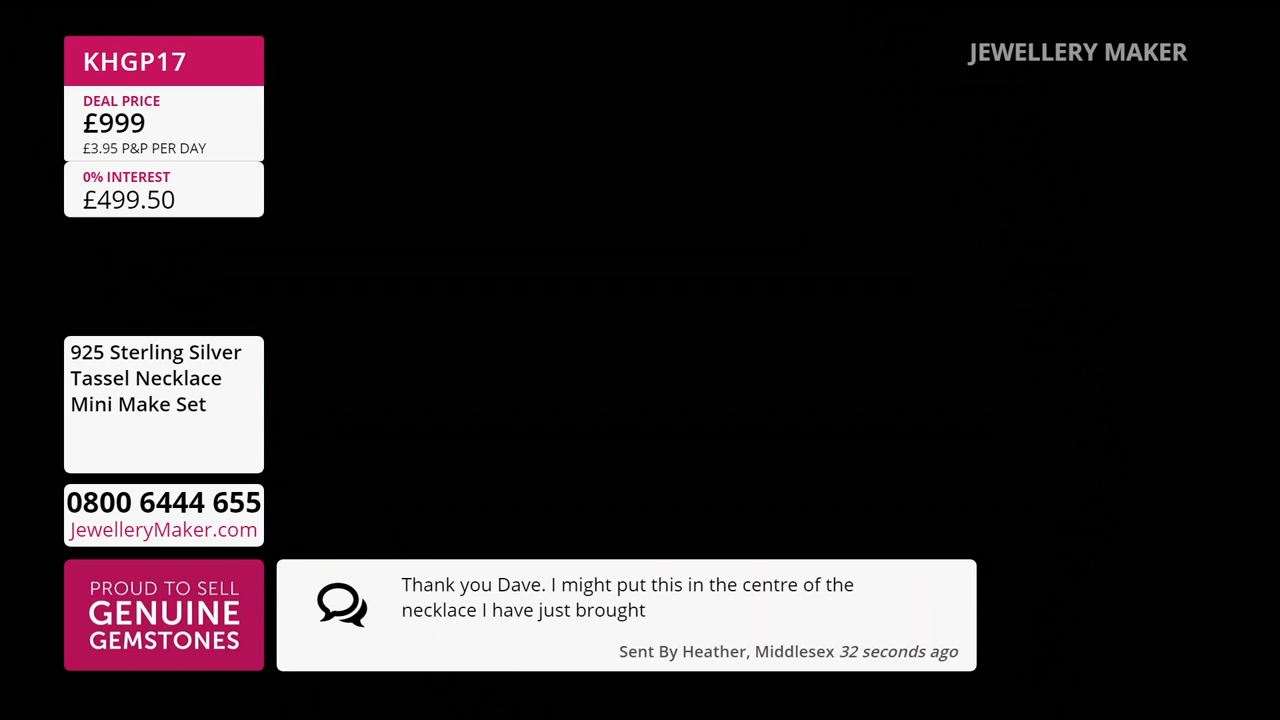 KHGP17
DEAL PRICE
£999
£3.95 P&P PER DAY
0% INTEREST
£499.50
JEWELLERY MAKER
925 Sterling Silver
Tassel Necklace
Mini Make Set
0800 6444 655
JewelleryMaker.com
PROUD TO SELL
GENUINE
GEMSTONES
Thank you Dave. I might put this in the centre of the
necklace I have just brought
Sent By Heather, Middlesex 32 seconds ago